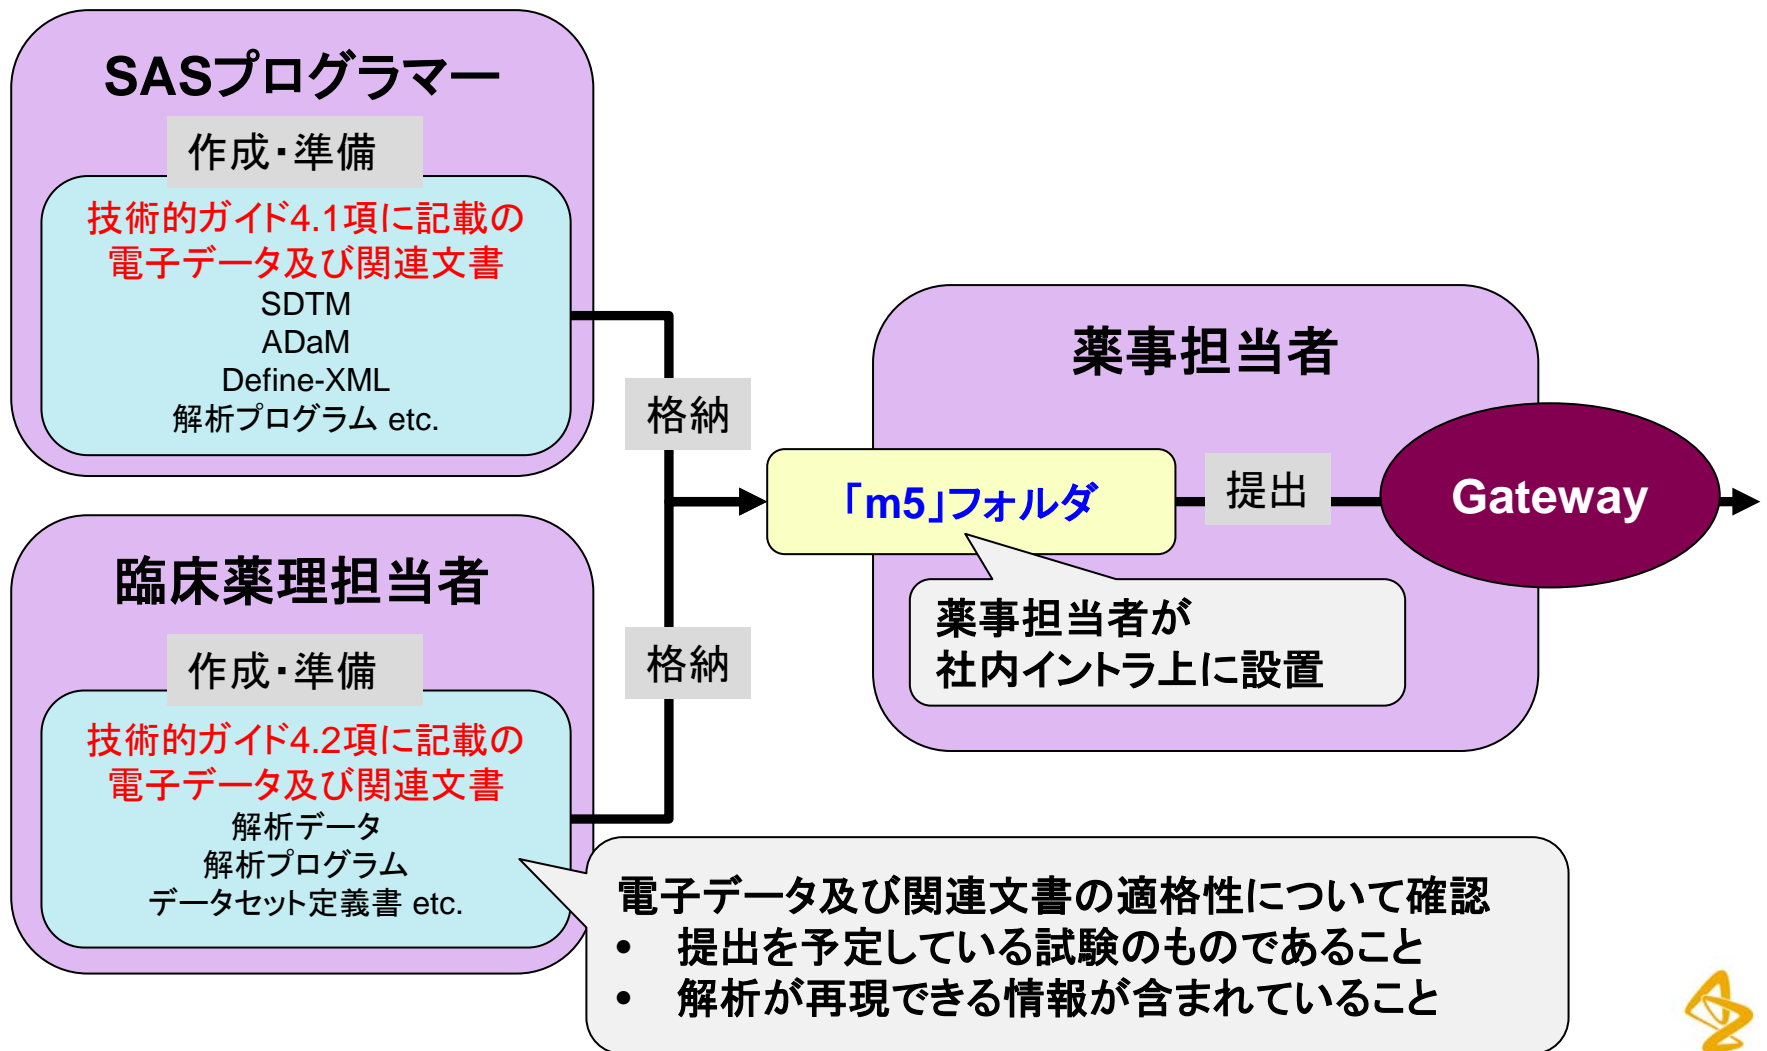 SASプログラマー
作成・準備
技術的ガイド4.1項に記載の
電子データ及び関連文書
SDTM
ADaM
Define-XML
解析プログラム etc.
格納
臨床薬理担当者
作成・準備
技術的ガイド4.2項に記載の
電子データ及び関連文書
解析データ
解析プログラム
データセット定義書 etc.
格納
薬事担当者
「m5」フォルダ
提出
Gateway
薬事担当者が
社内イントラ上に設置
電子データ及び関連文書の適格性について確認
• 提出を予定している試験のものであること
• 解析が再現できる情報が含まれていること